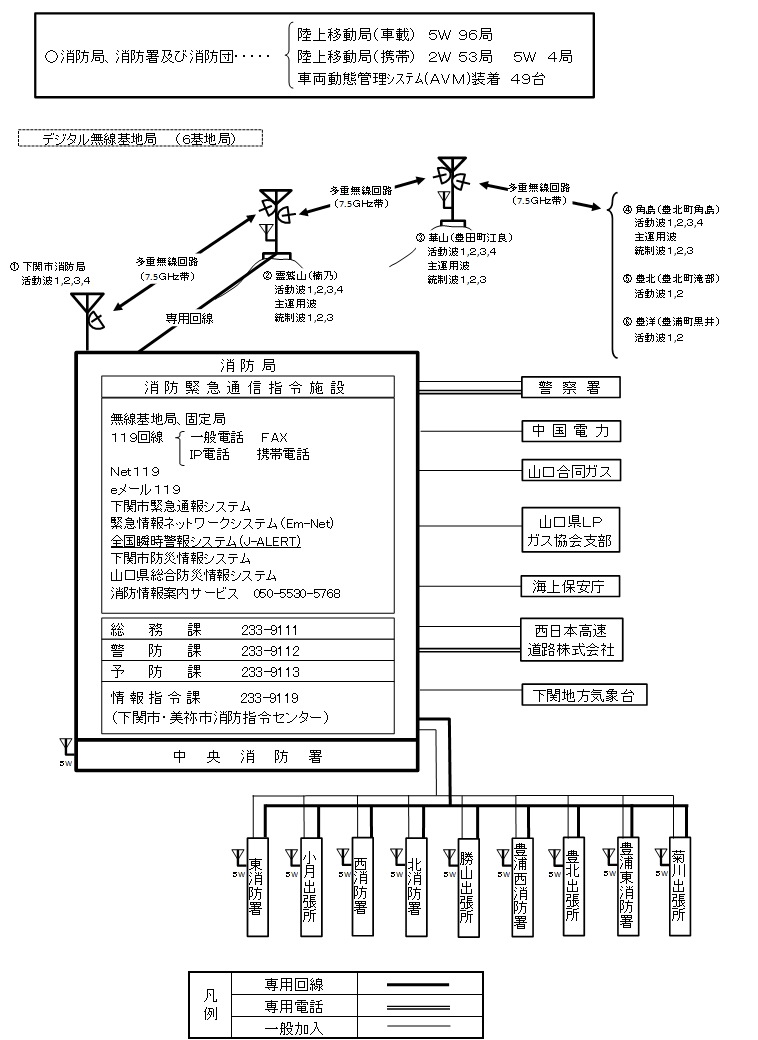 ○消防局、消防署及び消防団‥‥‥
陸上移動局(車載) 5W 96局
陸上移動局(携帯) 2W 53局 5W 4局
車両動態管理システム(AVM)装着 49台
デジタル無線基地局 (6基地局)
多重無線回路
(7.5GHz帯)
多重無線回路
(7.5GHz帯)
④ 角島(豊北町角島)
活動波1,2,3,4
主運用波
統制波1,2,3
⑤ 豊北(豊北町滝部)
活動波1,2
⑥ 豊洋(豊浦町黒井)
活動波1,2
③ 華山(豊田町江良)
活動波1,2,3,4
主運用波
統制波1,2,3
① 下関市消防局
活動波1,2,3,4
多重無線回路
(7.5GHz帯)
② 霊鷲山(楠乃)
活動波1,2,3,4
主運用波
統制波1,2,3
専用回線
消防局
消防緊急通信指令施設
無線基地局、固定局
119回線 一般電話 FAX
IP電話 携帯電話
Net119
eメール119
下関市緊急通報システム
緊急情報ネットワークシステム(Em-Net)
全国瞬時警報システム(J-ALERT)
下関市防災情報システム
山口県総合防災情報システム
消防情報案内サービス 050-5530-5768
総務課 233-9111
警防課 233-9112
予防課 233-9113
情報指令課 233-9119
(下関市・美祢市消防指令センター)
5W
中央消防署
警察署
中国電力
山口合同ガス
山口県LP
ガス協会支部
海上保安庁
西日本高速
道路株式会社
下関地方気象台
5W
東消防署
5W
小月出張所
5W
西消防署
5W
北消防署
5W
勝山出張所
5W
豊浦西消防署
5W
豊北出張所
5W
豊浦東消防署
5W
菊川出張所
凡例
専用回線
専用電話
一般加入